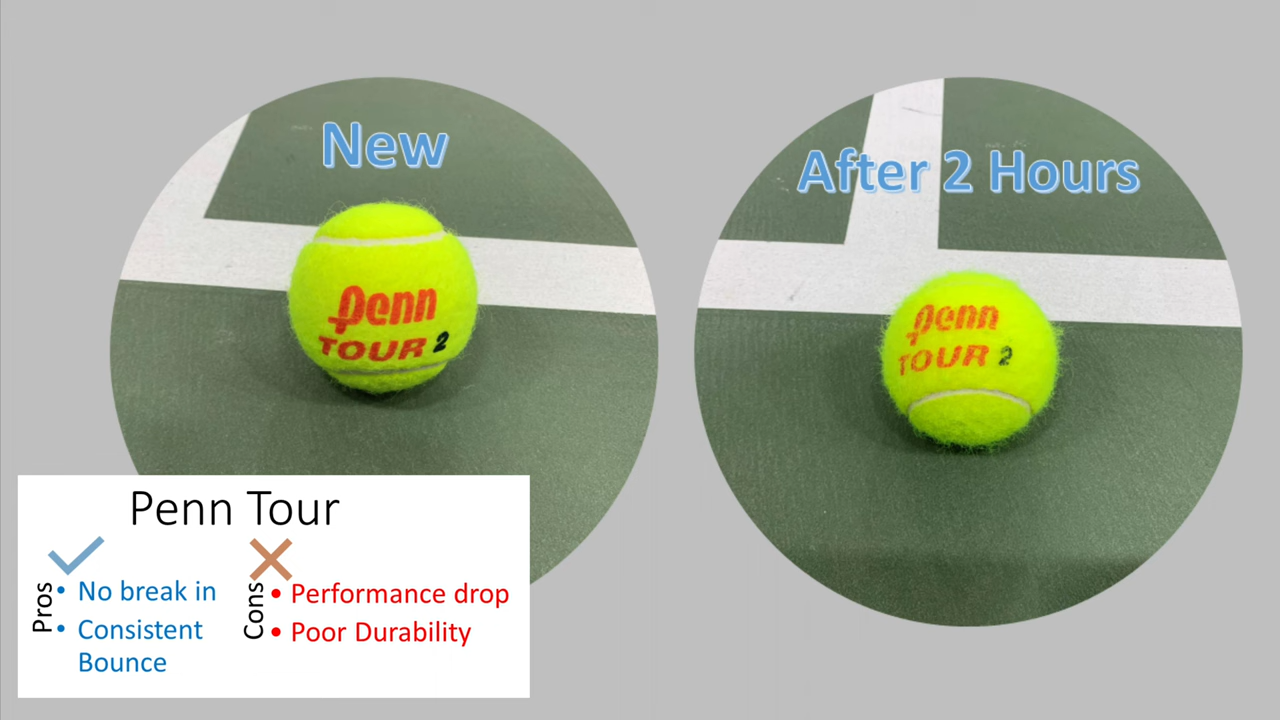 New
After 2 Hours
Penn
TOUR 2
Penn
TOUR 2
Penn Tour
Pros
• No break in
• Consistent
Bounce
Cons
• Performance drop
• Poor Durability